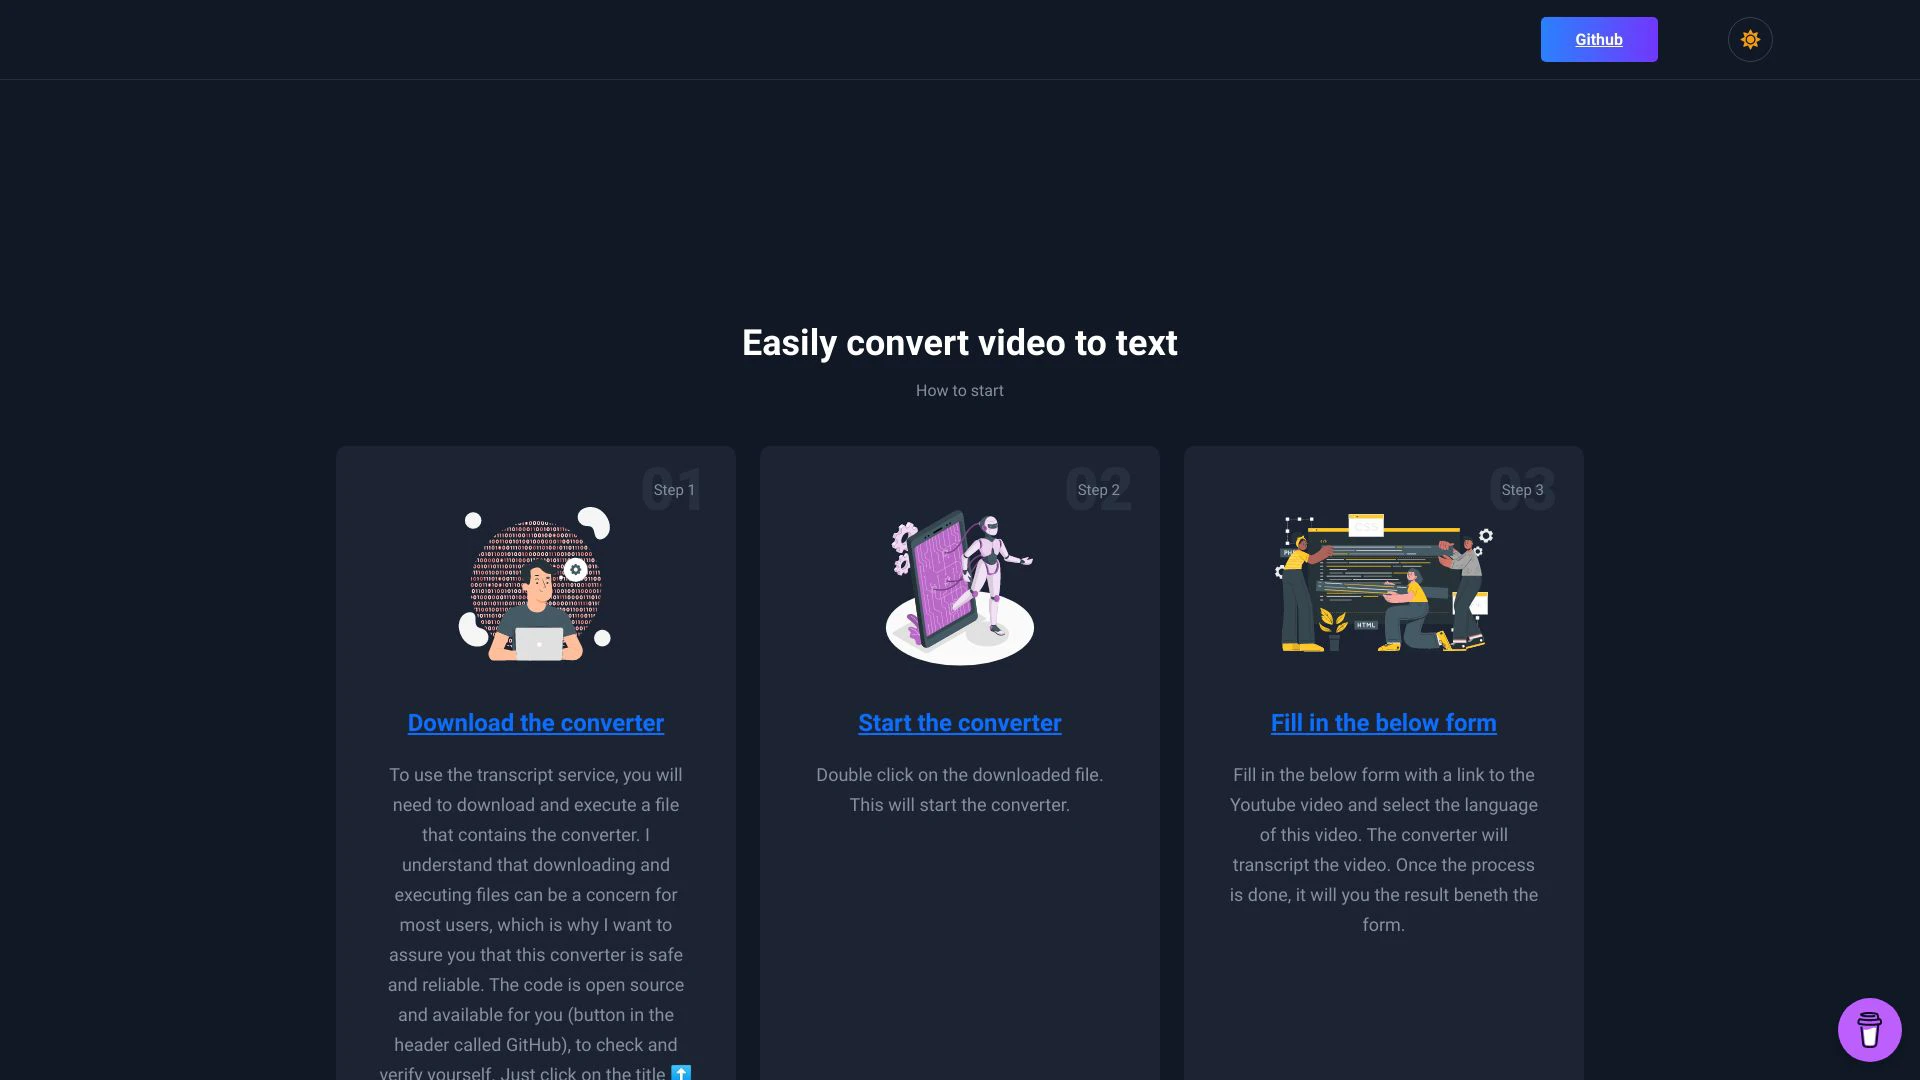 Github
Easily convert video to text
How to start
01
Step 1
Download the converter
To use the transcript service, you will
need to download and execute a file
that contains the converter. I
understand that downloading and
executing files can be a concern for
most users, which is why I want to
assure you that this converter is safe
and reliable. The code is open source
and available for you (button in the
header called GitHub), to check and
verify yourself. Just click on the title ⬆️
02
Step 2
Start the converter
Double click on the downloaded file.
This will start the converter.
03
Step 3
CSS
HTML
Fill in the below form
Fill in the below form with a link to the
Youtube video and select the language
of this video. The converter will
transcript the video. Once the process
is done, it will you the result beneth the
form.